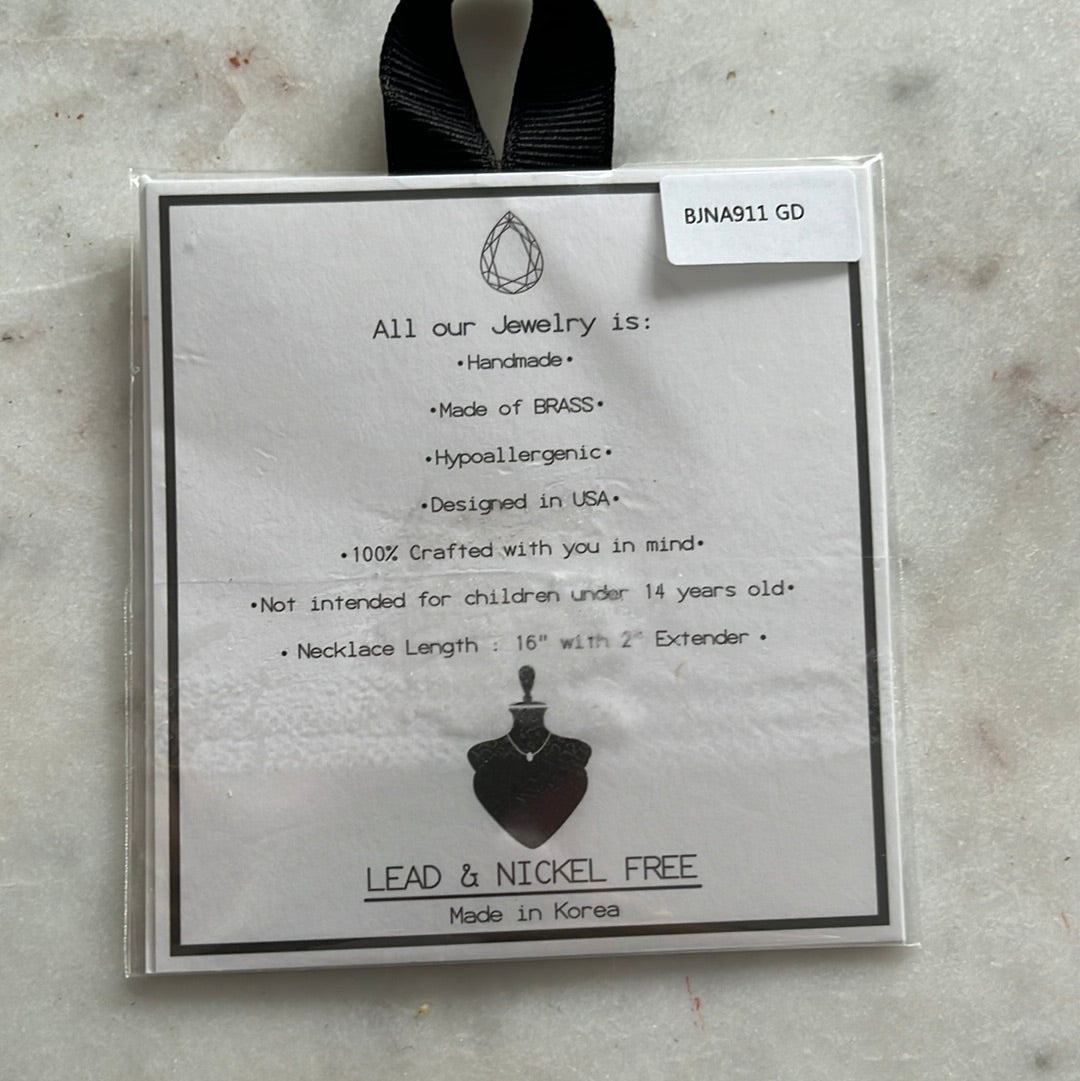 BJNA911 GD
All our Jewelry is:
•Handmade•
•Made of BRASS•
•Hypoallergenic•
•Designed in USA•
•100% Crafted with you in mind•
•Not intended for children under 14 years old•
• Necklace Length : 16" with 2" Extender •
LEAD & NICKEL FREE
Made in Korea